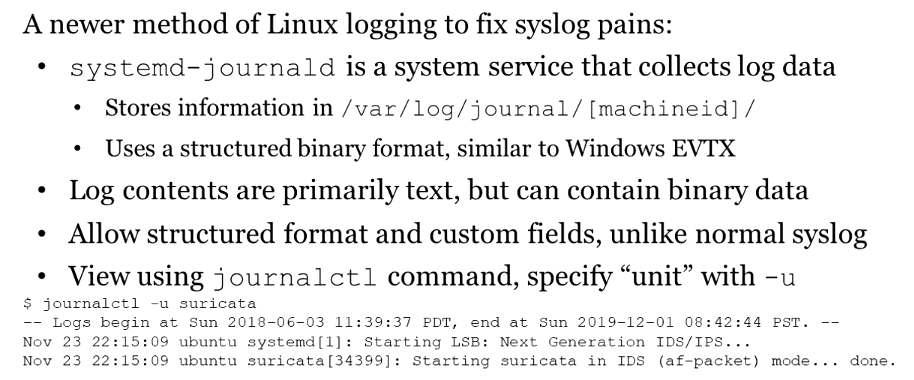 A newer method of Linux logging to fix syslog pains:
• systemd-journald is a system service that collects log data
• Stores information in /var/log/journal/[machineid]/
• Uses a structured binary format, similar to Windows EVTX
• Log contents are primarily text, but can contain binary data
• Allow structured format and custom fields, unlike normal syslog
• View using journalctl command, specify “unit” with -u
$ journalctl -u suricata
-- Logs begin at Sun 2018-06-03 11:39:37 PDT, end at Sun 2019-12-01 08:42:44 PST. --
Nov 23 22:15:09 ubuntu systemd[1]: Starting LSB: Next Generation IDS/IPS...
Nov 23 22:15:09 ubuntu suricata[34399]: Starting suricata in IDS (af-packet) mode... done.